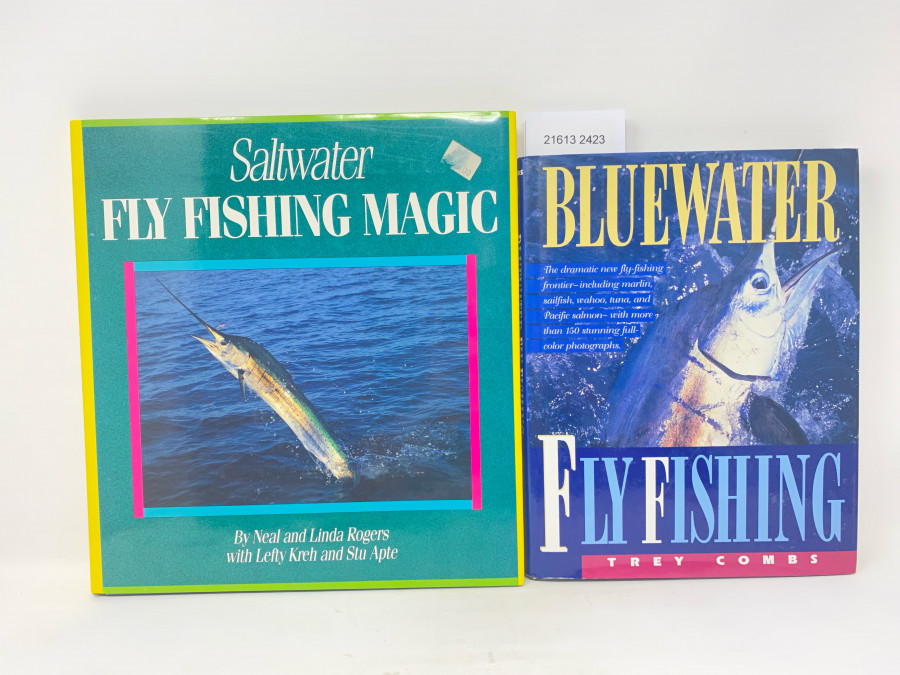 Saltwater
FLY FISHING MAGIC
By Neal and Linda Rogers
with Lefty Kreh and Stu Apte
21613 2423
BLUEWATER
The dramatic new fly-fishing
frontier–including marlin,
sailfish, wahoo, tuna, and
Pacific salmon–with more
than 150 stunning full-
color photographs.
FLY FISHING
TREY COMBS